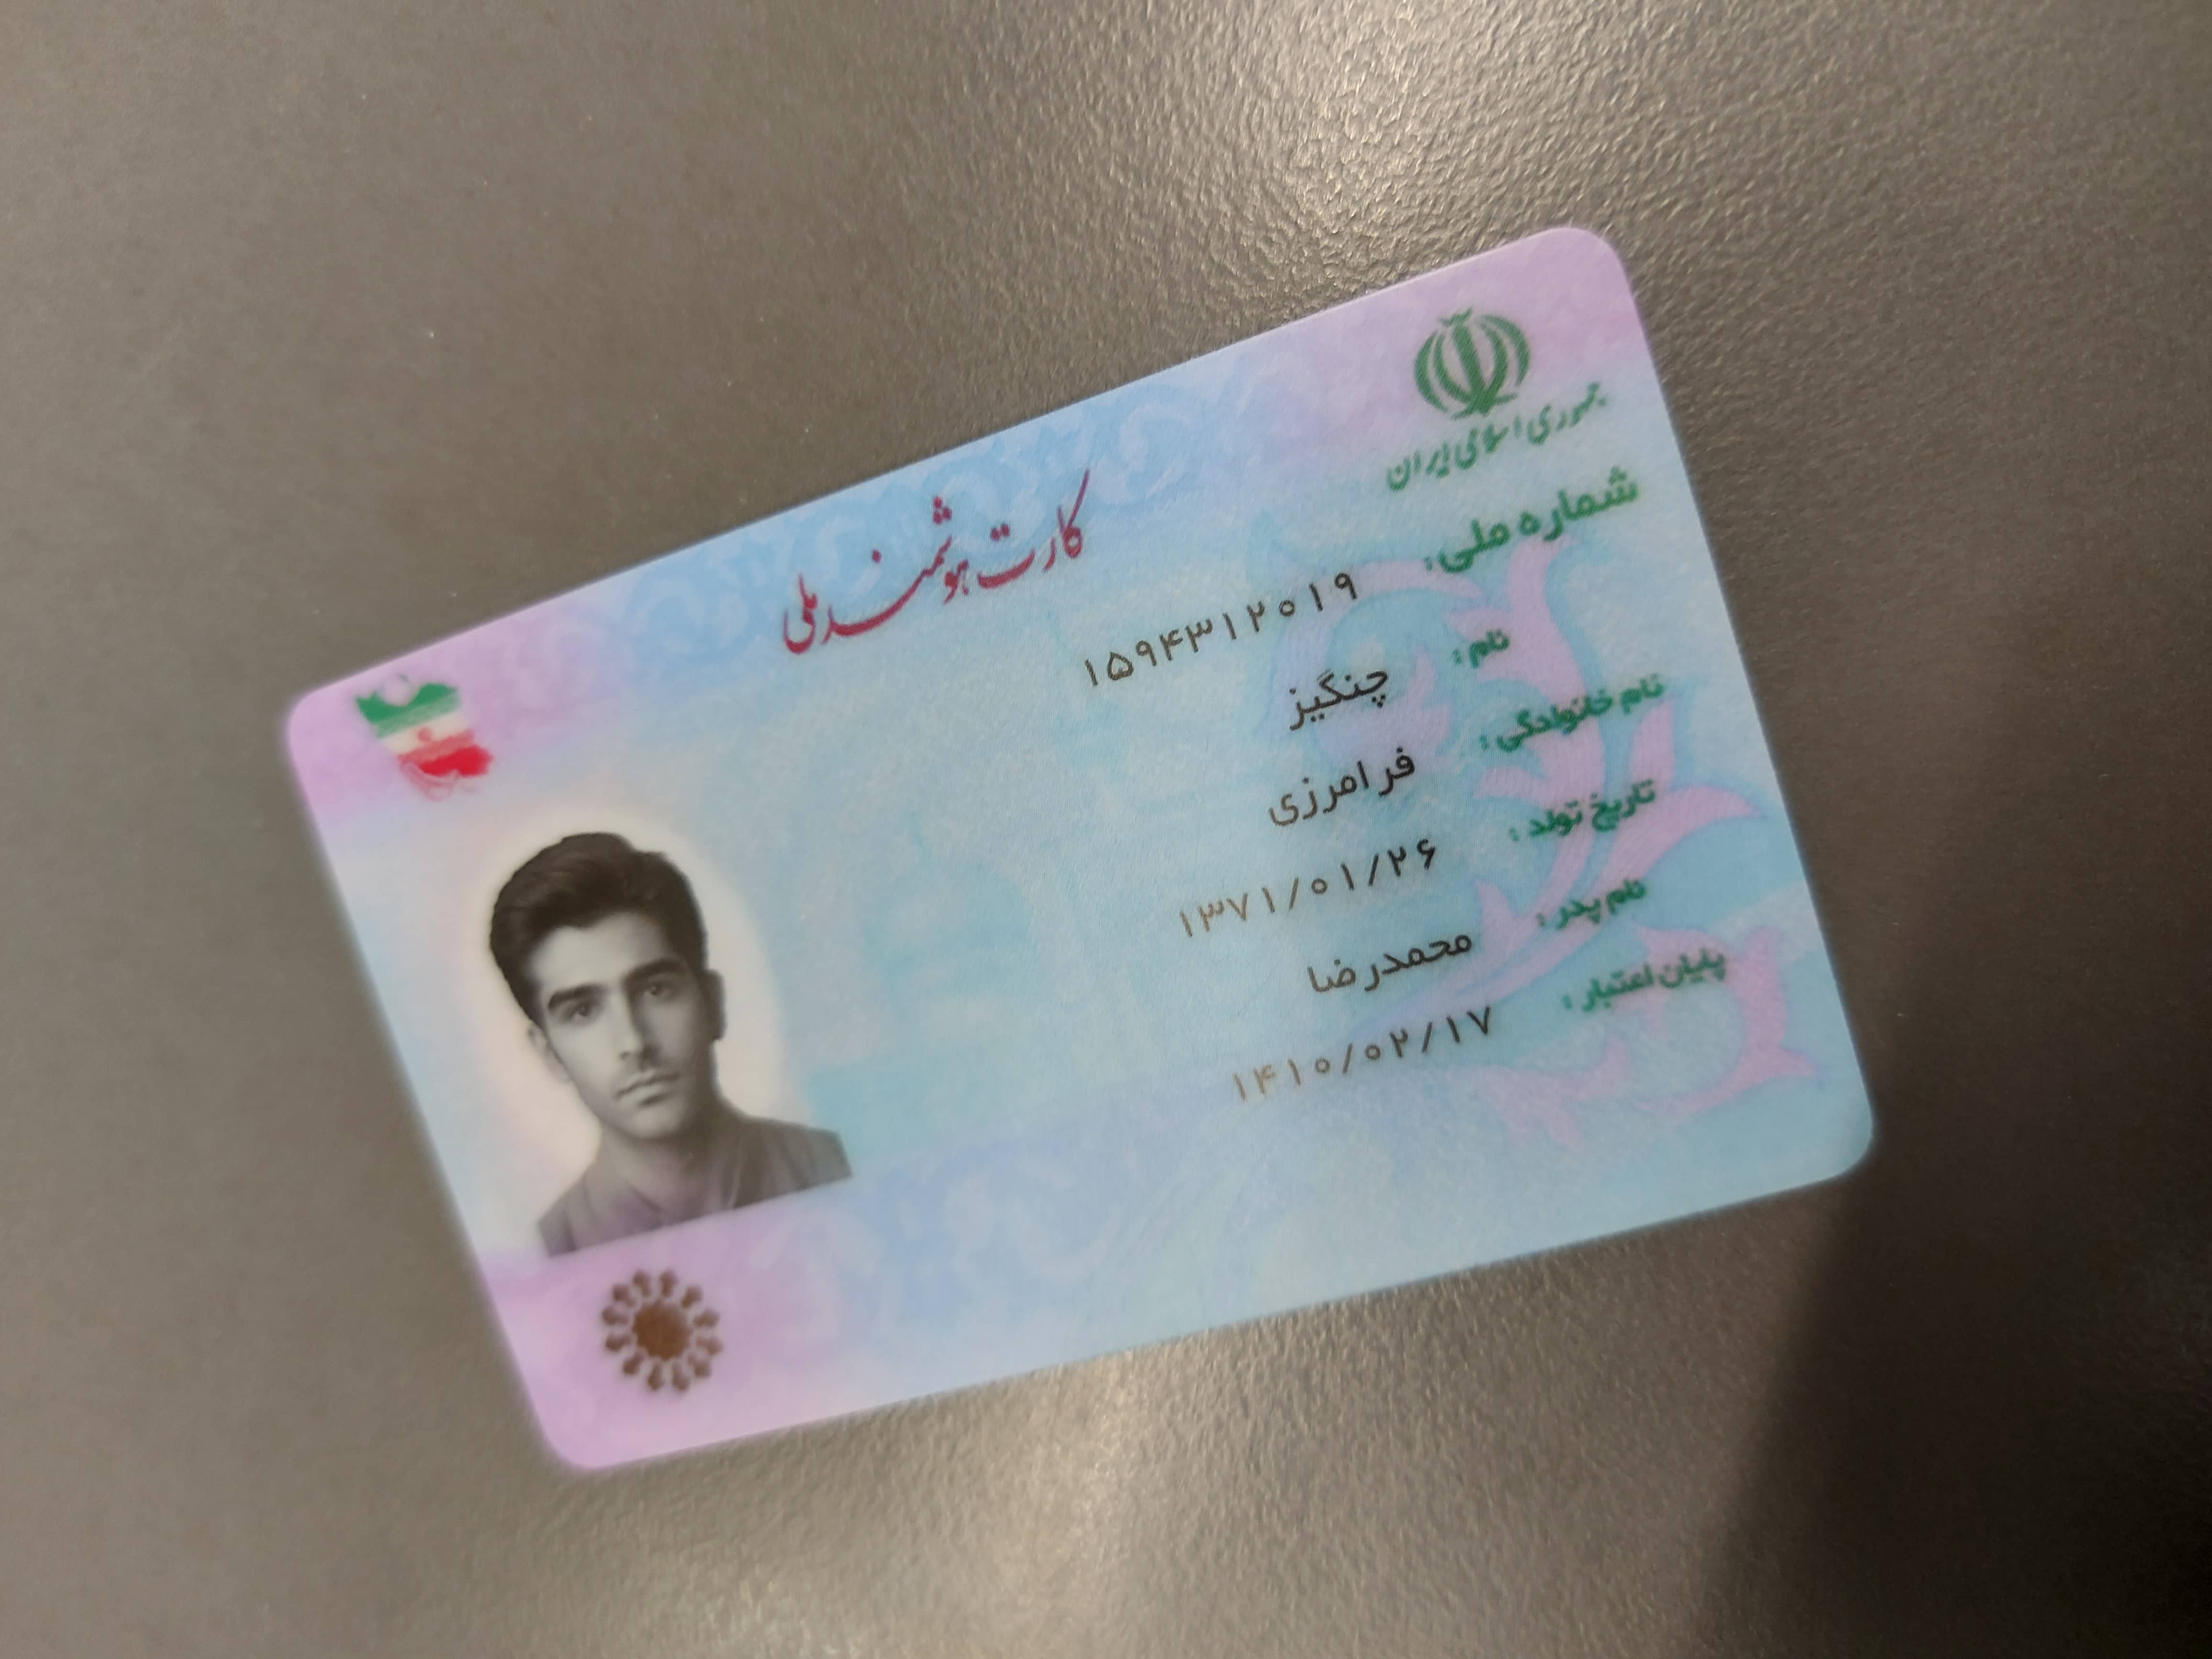 جمهوری اسلامی ایران
کارت هوشمند ملی
شماره ملی: ۱۵۹۴۳۱۲۰۱۹
نام: چنگیز
نام خانوادگی: فرامرزی
تاریخ تولد: ۱۳۷۱/۰۱/۲۶
نام پدر: محمدرضا
پایان اعتبار: ۱۴۱۰/۰۲/۱۷